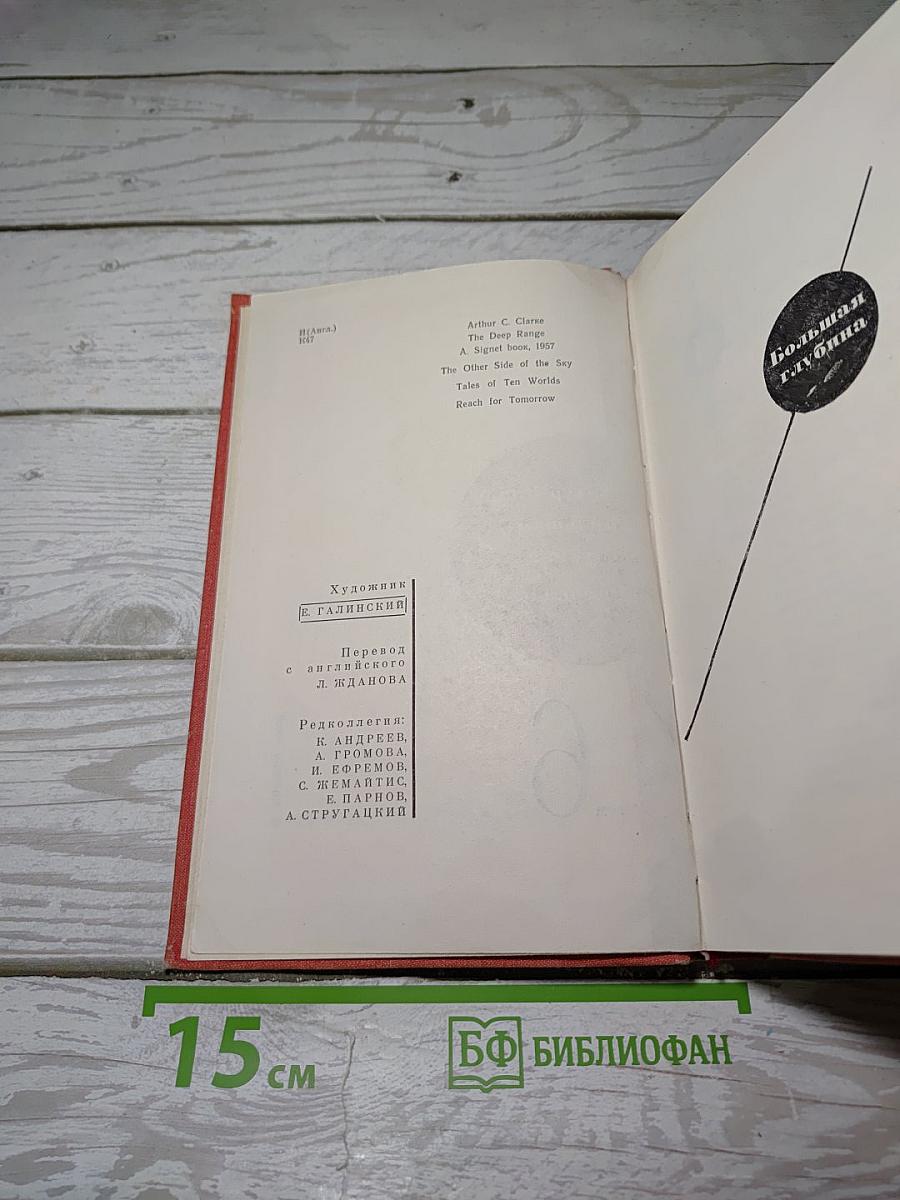 И(Англ.)
К47
Arthur C. Clarke
The Deep Range
A. Signet book, 1957
The Other Side of the Sky
Tales of Ten Worlds
Reach for Tomorrow
Художник
Е. ГАЛИНСКИЙ
Перевод
с английского
Л. ЖДАНОВА
Редколлегия:
К. АНДРЕЕВ,
А. ГРОМОВА,
И. ЕФРЕМОВ,
С. ЖЕМАЙТИС,
Е. ПАРНОВ,
А. СТРУГАЦКИЙ
Большая
глубина
15 см
БФ БИБЛИОФАН